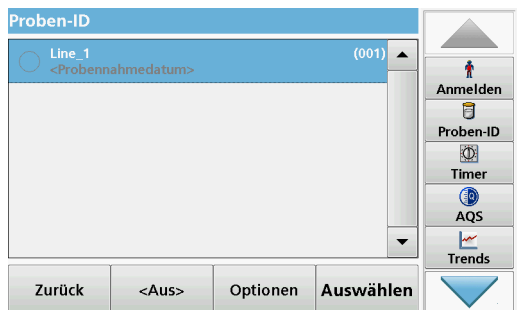 Proben-ID
Line_1 (001)
<Probennahmedatum>
Anmelden
Proben-ID
Timer
AQS
Trends
Zurück <Aus> Optionen Auswählen